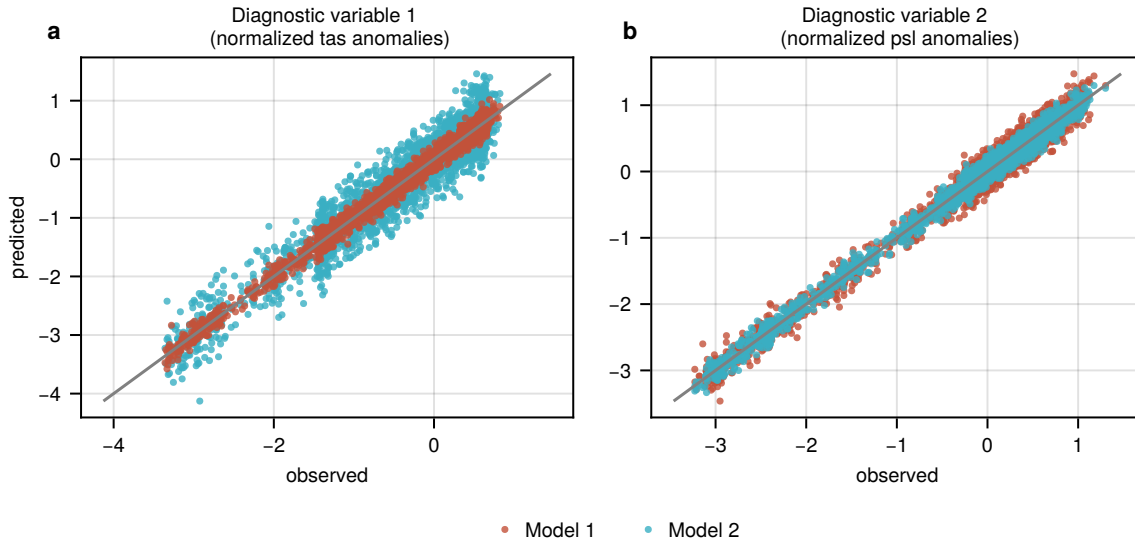 a
Diagnostic variable 1
(normalized tas anomalies)
1
0
−1
−2
−3
−4
predicted
−4
−2
0
observed
b
Diagnostic variable 2
(normalized psl anomalies)
1
0
−1
−2
−3
−3
−2
−1
0
1
observed
Model 1
Model 2